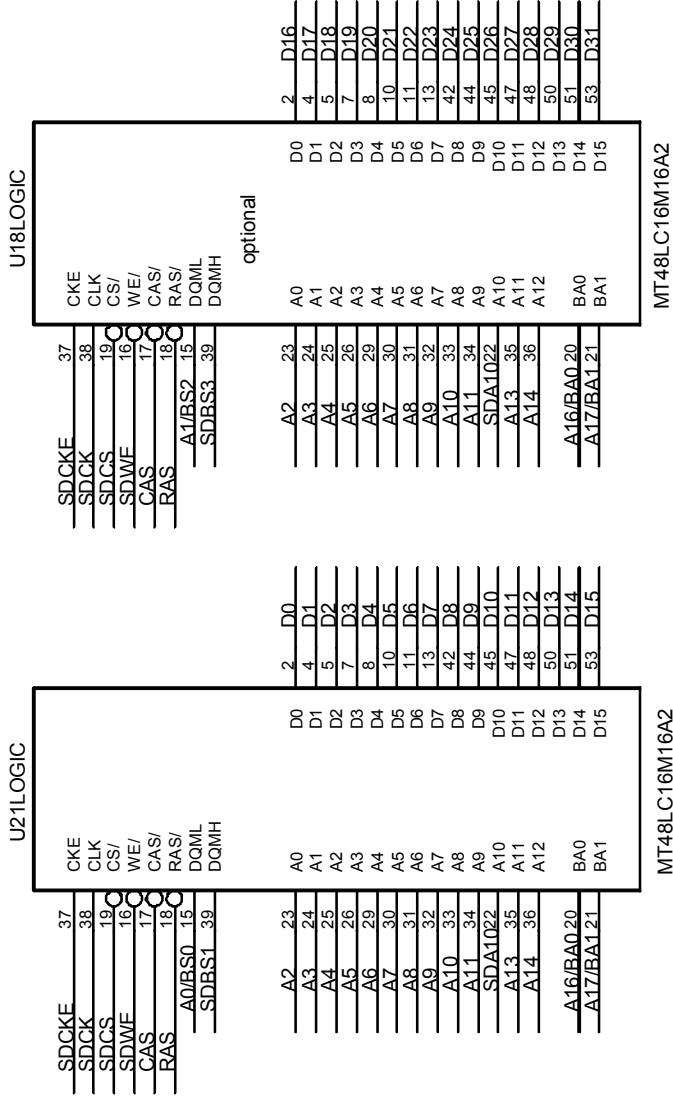 U21LOGIC
SDCKE 37 CKE
SDCK 38 CLK
SDCS 19 CS/
SDWE 16 WE/
CAS 17 CAS/
RAS 18 RAS/
A0/BS0 15 DQML
SDBS1 39 DQMH
A2 23 A0 D0 2 D0
A3 24 A1 D1 4 D1
A4 25 A2 D2 5 D2
A5 26 A3 D3 7 D3
A6 29 A4 D4 8 D4
A7 30 A5 D5 10 D5
A8 31 A6 D6 11 D6
A9 32 A7 D7 13 D7
A10 33 A8 D8 42 D8
A11 34 A9 D9 44 D9
SDA10 22 A10 D10 45 D10
A13 35 A11 D11 47 D11
A14 36 A12 D12 48 D12
D13 50 D13
A16/BA0 20 BA0 D14 51 D14
A17/BA1 21 BA1 D15 53 D15
MT48LC16M16A2
U18LOGIC
SDCKE 37 CKE
SDCK 38 CLK
SDCS 19 CS/
SDWE 16 WE/
CAS 17 CAS/
RAS 18 RAS/
A1/BS2 15 DQML
SDBS3 39 DQMH
optional
A2 23 A0 D0 2 D16
A3 24 A1 D1 4 D17
A4 25 A2 D2 5 D18
A5 26 A3 D3 7 D19
A6 29 A4 D4 8 D20
A7 30 A5 D5 10 D21
A8 31 A6 D6 11 D22
A9 32 A7 D7 13 D23
A10 33 A8 D8 42 D24
A11 34 A9 D9 44 D25
SDA10 22 A10 D10 45 D26
A13 35 A11 D11 47 D27
A14 36 A12 D12 48 D28
D13 50 D29
A16/BA0 20 BA0 D14 51 D30
A17/BA1 21 BA1 D15 53 D31
MT48LC16M16A2